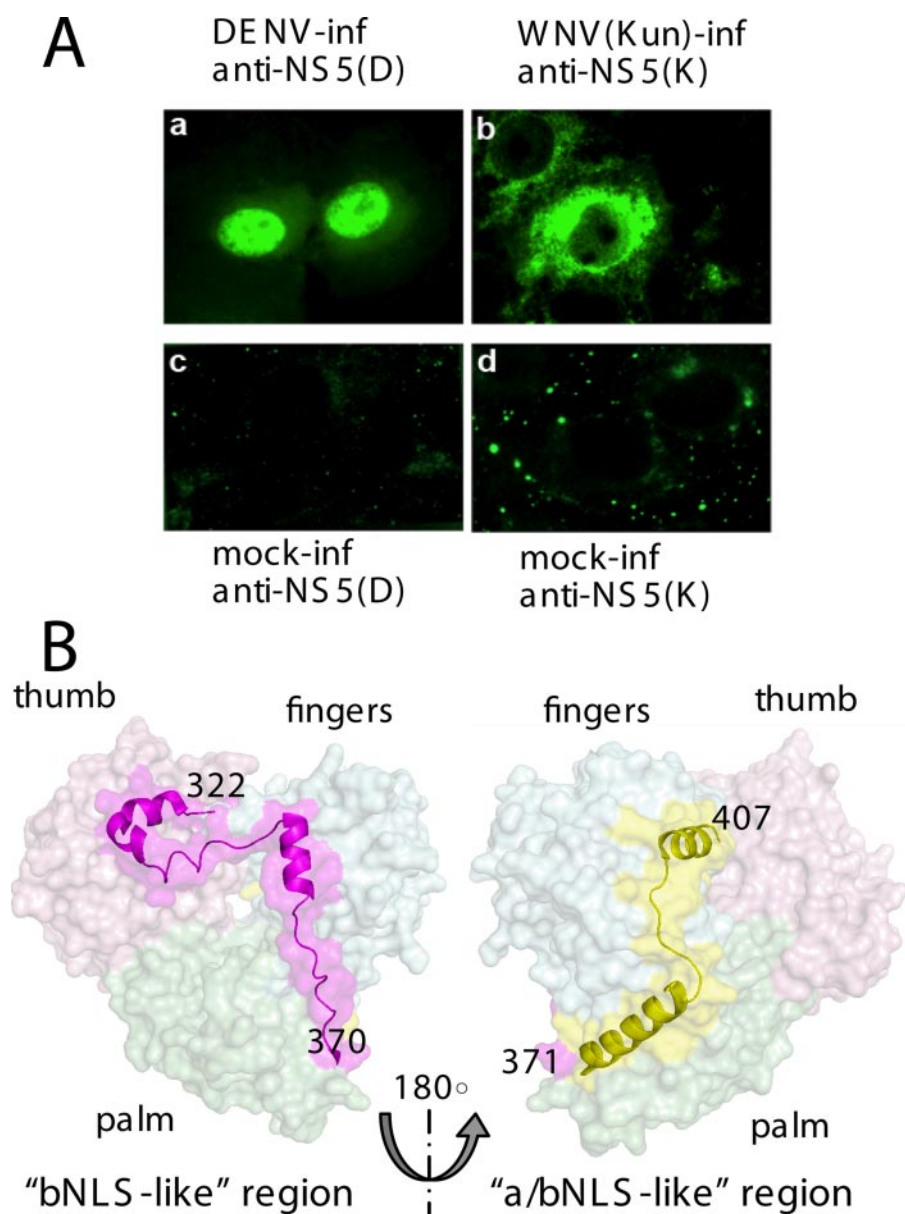 A
DENV-inf
anti-NS5(D)
WNV(Kun)-inf
anti-NS5(K)
a
b
c
d
mock-inf
anti-NS5(D)
mock-inf
anti-NS5(K)
B
thumb
fingers
322
370
palm
"bNLS-like" region
180○
fingers
thumb
407
371
palm
"a/bNLS-like" region